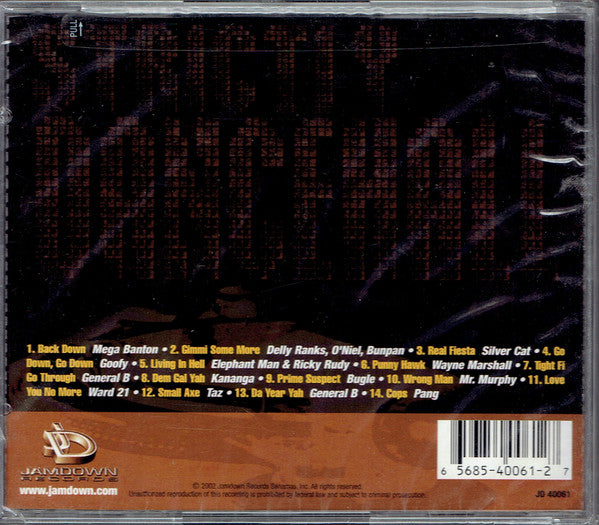 PULL
STRICTLY
DANCEHALL
1. Back Down Mega Banton • 2. Gimmi Some More Delly Ranks, O'Niel, Bunpan • 3. Real Fiesta Silver Cat • 4. Go
Down, Go Down Goofy • 5. Living In Hell Elephant Man & Ricky Rudy • 6. Punny Hawk Wayne Marshall • 7. Tight Fi
Go Through General B • 8. Dem Gal Yah Kananga • 9. Prime Suspect Bugle • 10. Wrong Man Mr. Murphy • 11. Love
You No More Ward 21 • 12. Small Axe Taz • 13. Da Year Yah General B • 14. Cops Pang
JD
JAMDOWN
RECORDS
www.jamdown.com
© 2002 Jamdown Records Bahamas, Inc. All rights reserved.
Unauthorized reproduction of this recording is prohibited by federal law and subject to criminal prosecution.
6 56854-40061-2 7
JD 40061